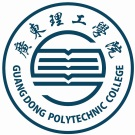 廣東理工學院
GUANGDONG POLYTECHNIC COLLEGE